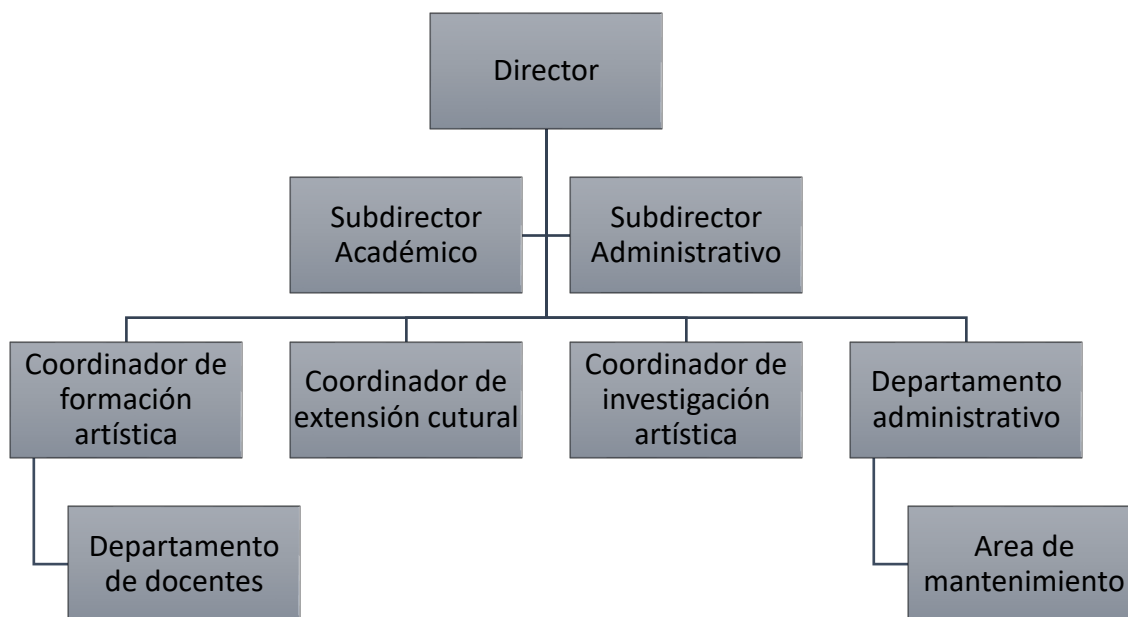 Director
Subdirector
Académico
Subdirector
Administrativo
Coordinador de
formación
artística
Coordinador de
extensión cutural
Coordinador de
investigación
artística
Departamento
administrativo
Departamento
de docentes
Area de
mantenimiento